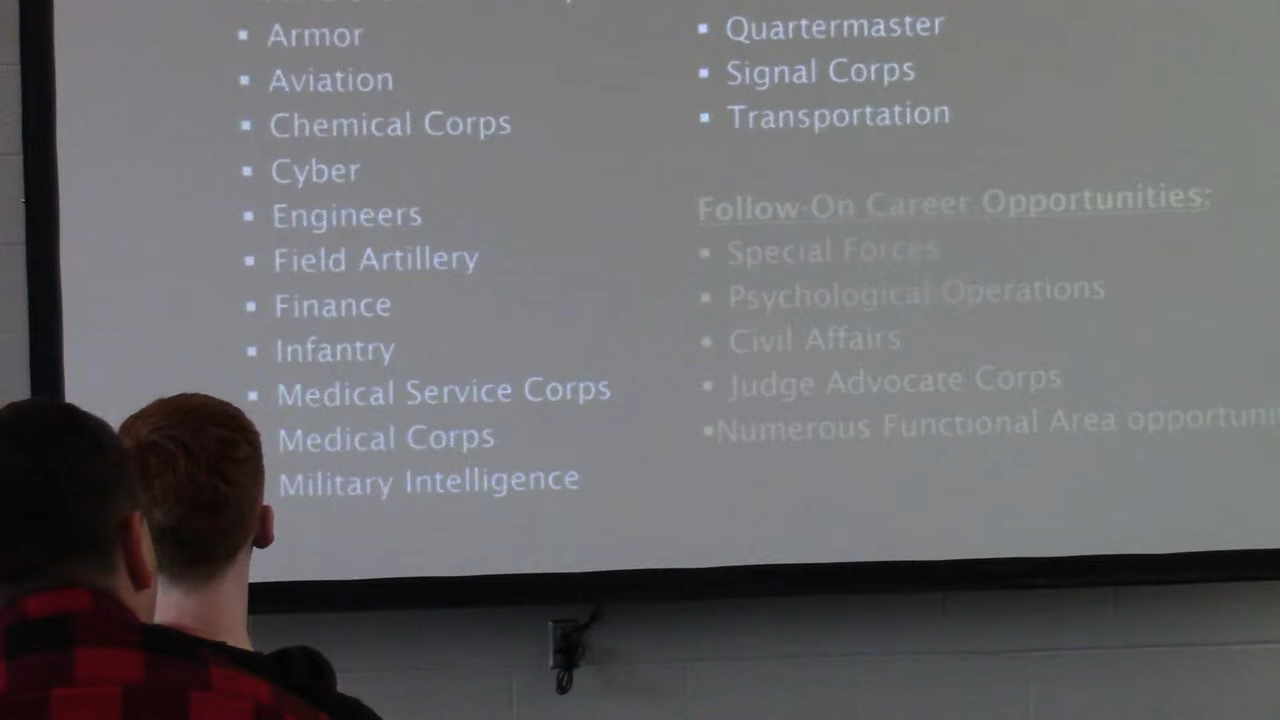 ▪ Armor
▪ Aviation
▪ Chemical Corps
▪ Cyber
▪ Engineers
▪ Field Artillery
▪ Finance
▪ Infantry
▪ Medical Service Corps
Medical Corps
Military Intelligence
▪ Quartermaster
▪ Signal Corps
▪ Transportation
Follow-On Career Opportunities:
▪ Special Forces
▪ Psychological Operations
▪ Civil Affairs
▪ Judge Advocate Corps
▪Numerous Functional Area opportuni